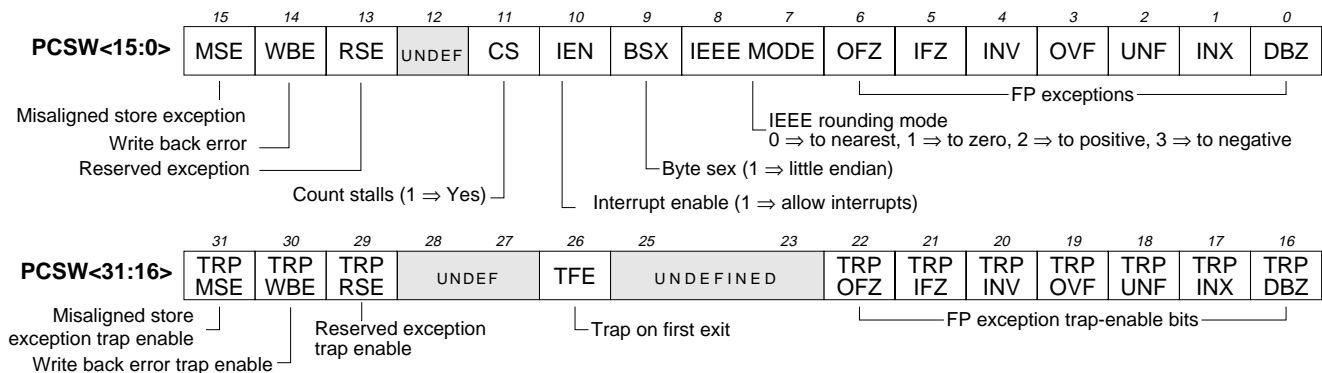 15 14 13 12 11 10 9 8 7 6 5 4 3 2 1 0
PCSW<15:0> MSE WBE RSE UNDEF CS IEN BSX IEEE MODE OFZ IFZ INV OVF UNF INX DBZ
FP exceptions
Misaligned store exception
IEEE rounding mode
Write back error
0 ⇒ to nearest, 1 ⇒ to zero, 2 ⇒ to positive, 3 ⇒ to negative
Reserved exception
Byte sex (1 ⇒ little endian)
Count stalls (1 ⇒ Yes)
Interrupt enable (1 ⇒ allow interrupts)
31 30 29 28 27 26 25 23 22 21 20 19 18 17 16
PCSW<31:16> TRP MSE TRP WBE TRP RSE UNDEF TFE UNDEFINED TRP OFZ TRP IFZ TRP INV TRP OVF TRP UNF TRP INX TRP DBZ
Misaligned store
exception trap enable
Reserved exception
trap enable
Trap on first exit
FP exception trap-enable bits
Write back error trap enable